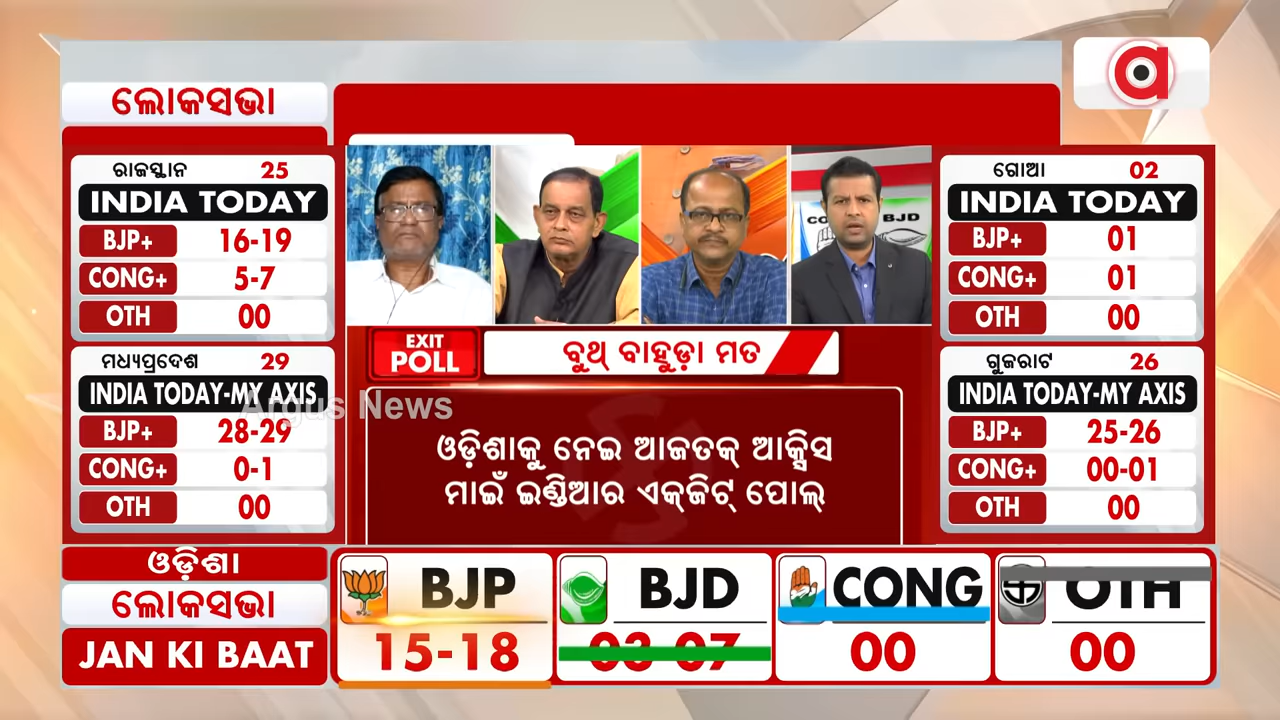 ଲୋକସଭା
ରାଜସ୍ଥାନ 25
INDIA TODAY
BJP+ 16-19
CONG+ 5-7
OTH 00
ମଧ୍ୟପ୍ରଦେଶ 29
INDIA TODAY-MY AXIS
BJP+ 28-29
CONG+ 0-1
OTH 00
BJD
EXIT POLL
ବୁଥ୍ ବାହୁଡ଼ା ମତ
Argus News
ଓଡ଼ିଶାକୁ ନେଇ ଆଜତକ୍ ଆକ୍ସିସ
ମାଇଁ ଇଣ୍ଡିଆର ଏକ୍‌ଜିଟ୍ ପୋଲ୍
ଗୋଆ 02
INDIA TODAY
BJP+ 01
CONG+ 01
OTH 00
ଗୁଜରାଟ 26
INDIA TODAY-MY AXIS
BJP+ 25-26
CONG+ 00-01
OTH 00
ଓଡ଼ିଶା
ଲୋକସଭା
JAN KI BAAT
BJP BJD CONG OTH
15-18 03-07 00 00